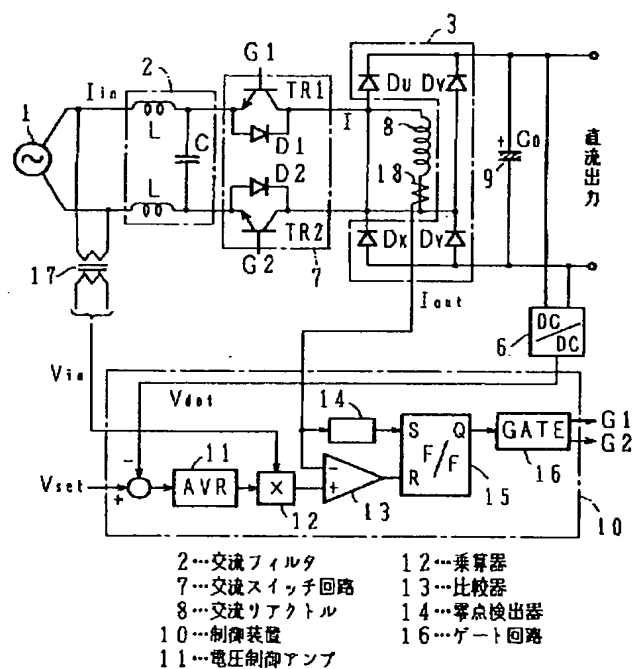 3
G1
2
Iin
TR1
Du
Dv
1
L
C
D1
I
8
+
C0
9
直流出力
D2
18
L
TR2
Dx
Dv
G2
7
17
Iout
6
DC/DC
Vin
Vdet
14
S
Q
GATE
G1
G2
11
F/F
-
-
Vset
+
AVR
X
+
R
15
16
12
13
10
2…交流フィルタ
7…交流スイッチ回路
8…交流リアクトル
10…制御装置
11…電圧制御アンプ
12…乗算器
13…比較器
14…零点検出器
16…ゲート回路